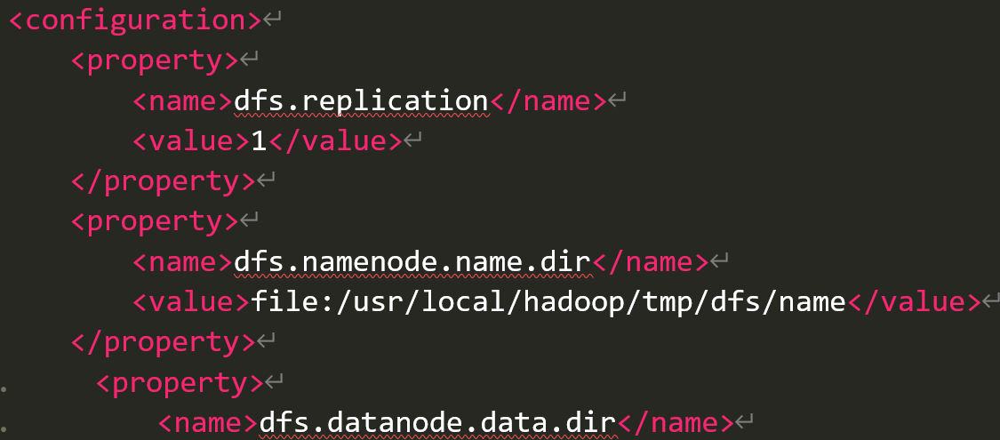 <configuration>↵
<property>↵
<name>dfs.replication</name>↵
<value>1</value>↵
</property>↵
<property>↵
<name>dfs.namenode.name.dir</name>↵
<value>file:/usr/local/hadoop/tmp/dfs/name</value>↵
</property>↵
<property>↵
<name>dfs.datanode.data.dir</name>↵